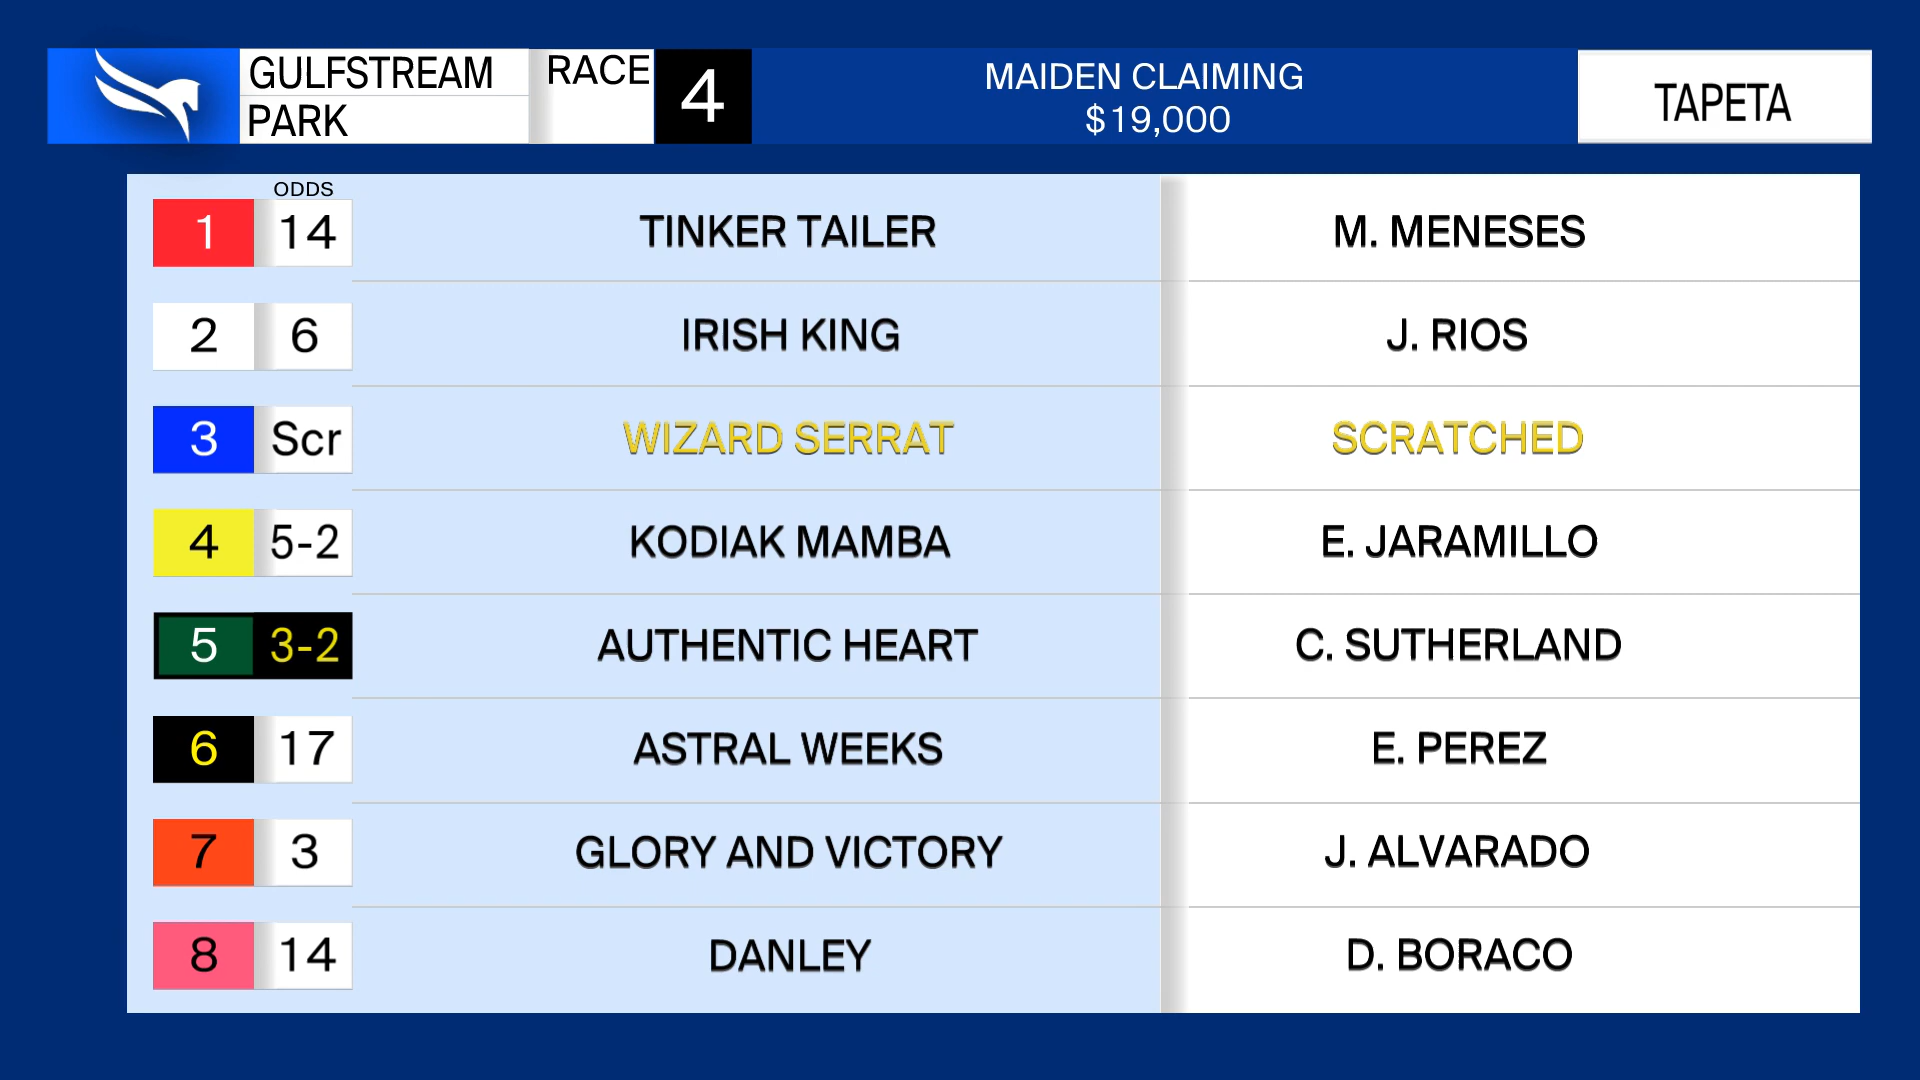 GULFSTREAM
PARK
RACE
4
MAIDEN CLAIMING
$19,000
TAPETA
ODDS
1 14 TINKER TAILER M. MENESES
2 6 IRISH KING J. RIOS
3 Scr WIZARD SERRAT SCRATCHED
4 5-2 KODIAK MAMBA E. JARAMILLO
5 3-2 AUTHENTIC HEART C. SUTHERLAND
6 17 ASTRAL WEEKS E. PEREZ
7 3 GLORY AND VICTORY J. ALVARADO
8 14 DANLEY D. BORACO